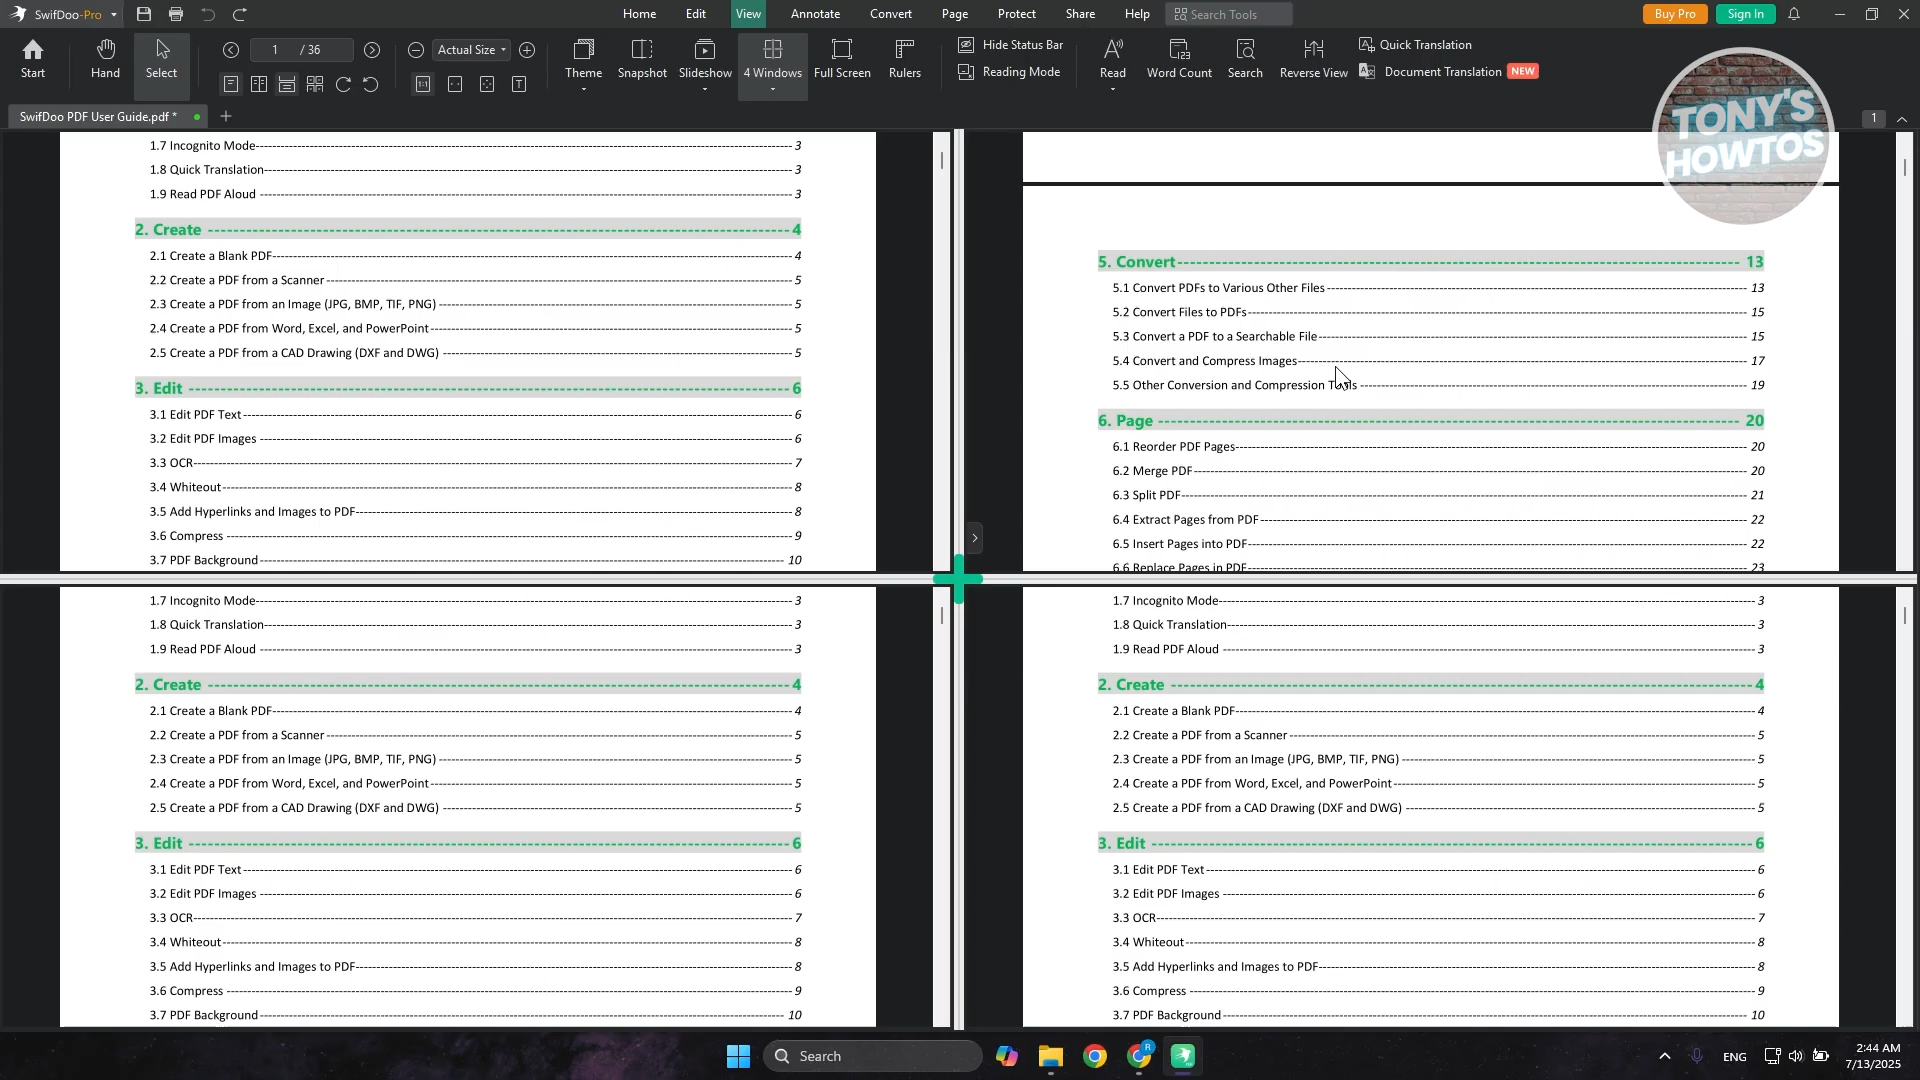 SwifDoo-Pro
Home Edit View Annotate Convert Page Protect Share Help Search Tools
Buy Pro Sign In
Start Hand Select
1 / 36
Actual Size
Theme Snapshot Slideshow 4 Windows Full Screen Rulers
Hide Status Bar
Reading Mode
Read Word Count Search Reverse View
Quick Translation
Document Translation NEW
TONY'S
HOWTOS
SwifDoo PDF User Guide.pdf *
1
1.7 Incognito Mode 3
1.8 Quick Translation 3
1.9 Read PDF Aloud 3
2. Create 4
2.1 Create a Blank PDF 4
2.2 Create a PDF from a Scanner 5
2.3 Create a PDF from an Image (JPG, BMP, TIF, PNG) 5
2.4 Create a PDF from Word, Excel, and PowerPoint 5
2.5 Create a PDF from a CAD Drawing (DXF and DWG) 5
3. Edit 6
3.1 Edit PDF Text 6
3.2 Edit PDF Images 6
3.3 OCR 7
3.4 Whiteout 8
3.5 Add Hyperlinks and Images to PDF 8
3.6 Compress 9
3.7 PDF Background 10
5. Convert 13
5.1 Convert PDFs to Various Other Files 13
5.2 Convert Files to PDFs 15
5.3 Convert a PDF to a Searchable File 15
5.4 Convert and Compress Images 17
5.5 Other Conversion and Compression Tools 19
6. Page 20
6.1 Reorder PDF Pages 20
6.2 Merge PDF 20
6.3 Split PDF 21
6.4 Extract Pages from PDF 22
6.5 Insert Pages into PDF 22
6.6 Replace Pages in PDF 23
1.7 Incognito Mode 3
1.8 Quick Translation 3
1.9 Read PDF Aloud 3
2. Create 4
2.1 Create a Blank PDF 4
2.2 Create a PDF from a Scanner 5
2.3 Create a PDF from an Image (JPG, BMP, TIF, PNG) 5
2.4 Create a PDF from Word, Excel, and PowerPoint 5
2.5 Create a PDF from a CAD Drawing (DXF and DWG) 5
3. Edit 6
3.1 Edit PDF Text 6
3.2 Edit PDF Images 6
3.3 OCR 7
3.4 Whiteout 8
3.5 Add Hyperlinks and Images to PDF 8
3.6 Compress 9
3.7 PDF Background 10
1.7 Incognito Mode 3
1.8 Quick Translation 3
1.9 Read PDF Aloud 3
2. Create 4
2.1 Create a Blank PDF 4
2.2 Create a PDF from a Scanner 5
2.3 Create a PDF from an Image (JPG, BMP, TIF, PNG) 5
2.4 Create a PDF from Word, Excel, and PowerPoint 5
2.5 Create a PDF from a CAD Drawing (DXF and DWG) 5
3. Edit 6
3.1 Edit PDF Text 6
3.2 Edit PDF Images 6
3.3 OCR 7
3.4 Whiteout 8
3.5 Add Hyperlinks and Images to PDF 8
3.6 Compress 9
3.7 PDF Background 10
Search
R
ENG
2:44 AM
7/13/2025